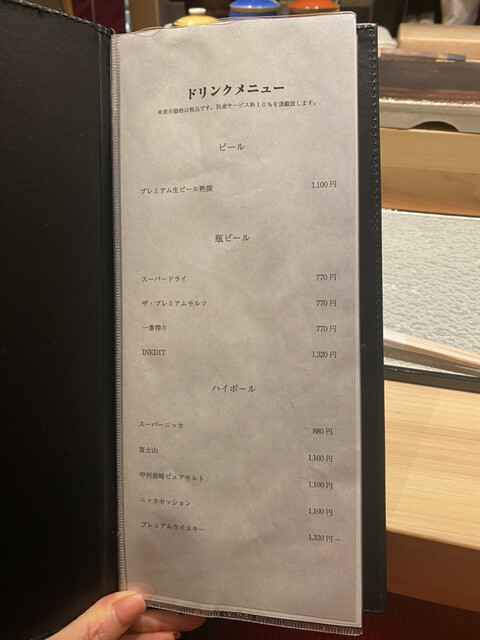 ドリンクメニュー
※表示価格は税込です。別途サービス料10%を頂戴致します。
ビール
プレミアム生ビール熟撰 1,100円
瓶ビール
スーパードライ 770円
ザ・プレミアムモルツ 770円
一番搾り 770円
INEDIT 1,320円
ハイボール
スーパーニッカ 880円
富士山 1,100円
甲州韮崎ピュアモルト 1,100円
ニッカセッション 1,100円
プレミアムウイスキー 1,320円～